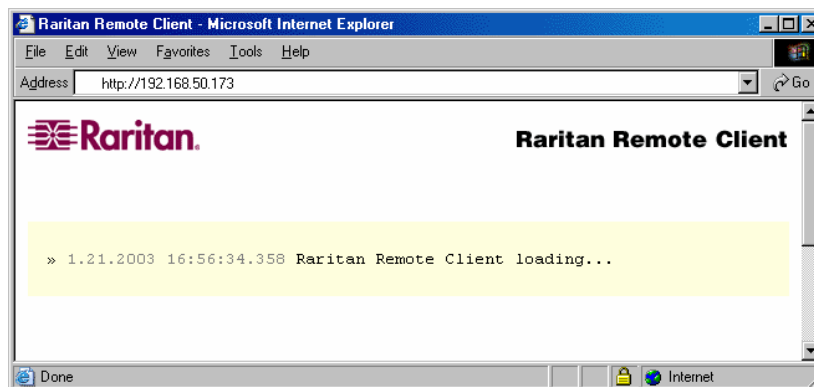 Raritan Remote Client - Microsoft Internet Explorer
File Edit View Favorites Tools Help
Address http://192.168.50.173 Go
Raritan. Raritan Remote Client
» 1.21.2003 16:56:34.358 Raritan Remote Client loading...
Done Internet